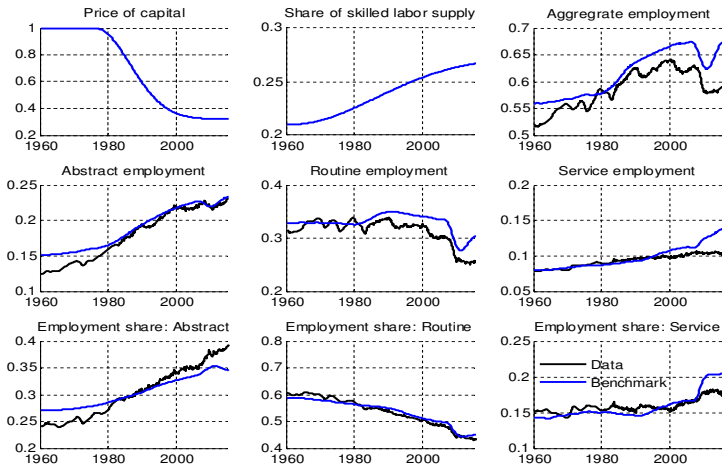 Price of capital
Share of skilled labor supply
Aggregrate employment
1
0.8
0.6
0.4
0.2
1960 1980 2000
0.3
0.25
0.2
1960 1980 2000
0.7
0.65
0.6
0.55
0.5
1960 1980 2000
Abstract employment
Routine employment
Service employment
0.25
0.2
0.15
0.1
1960 1980 2000
0.4
0.3
0.2
1960 1980 2000
0.2
0.15
0.1
0.05
0
1960 1980 2000
Employment share: Abstract
Employment share: Routine
Employment share: Service
0.4
0.35
0.3
0.25
0.2
1960 1980 2000
0.8
0.7
0.6
0.5
0.4
1960 1980 2000
0.25
0.2
0.15
0.1
1960 1980 2000
Data
Benchmark